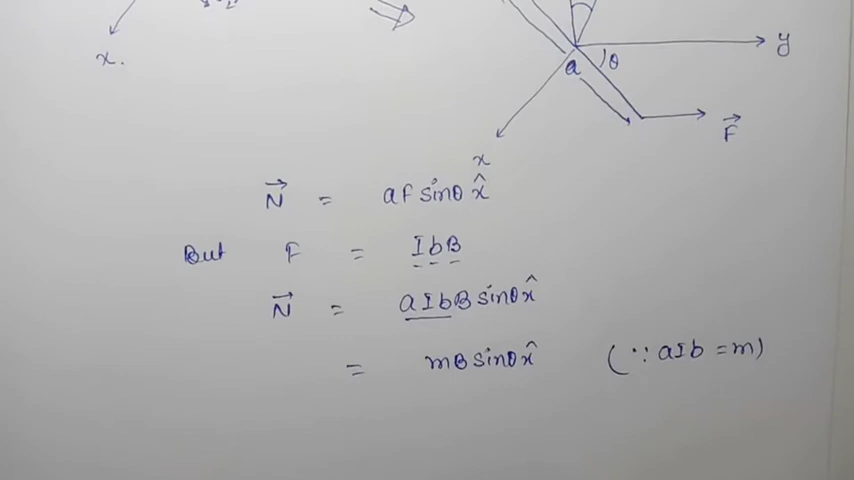 x.
y
a θ
F⃗
x
N⃗ = aF sinθ x̂
But F = IbB
N⃗ = aIbB sinθ x̂
= mB sinθ x̂ (∵ aIb = m)